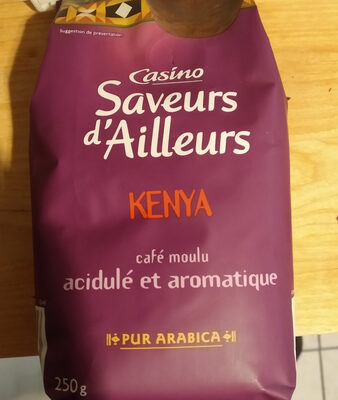 Suggestion de présentation
Casino
Saveurs
d'Ailleurs
KENYA
café moulu
acidulé et aromatique
PUR ARABICA
250g